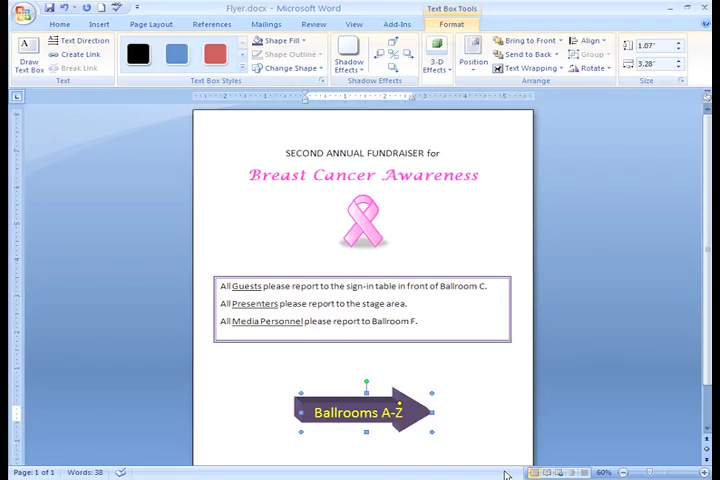 Flyer.docx - Microsoft Word
Text Box Tools
Home Insert Page Layout References Mailings Review View Add-Ins Format
Draw Text Box
Text Direction
Create Link
Break Link
Text
Text Box Styles
Shape Fill
Shape Outline
Change Shape
Shadow Effects
Shadow Effects
3-D Effects
Position
Bring to Front
Send to Back
Text Wrapping
Align
Group
Rotate
Arrange
1.07"
3.28"
Size
SECOND ANNUAL FUNDRAISER for
Breast Cancer Awareness
All Guests please report to the sign-in table in front of Ballroom C.
All Presenters please report to the stage area.
All Media Personnel please report to Ballroom F.
Ballrooms A-Z
Page: 1 of 1 Words: 38 60%